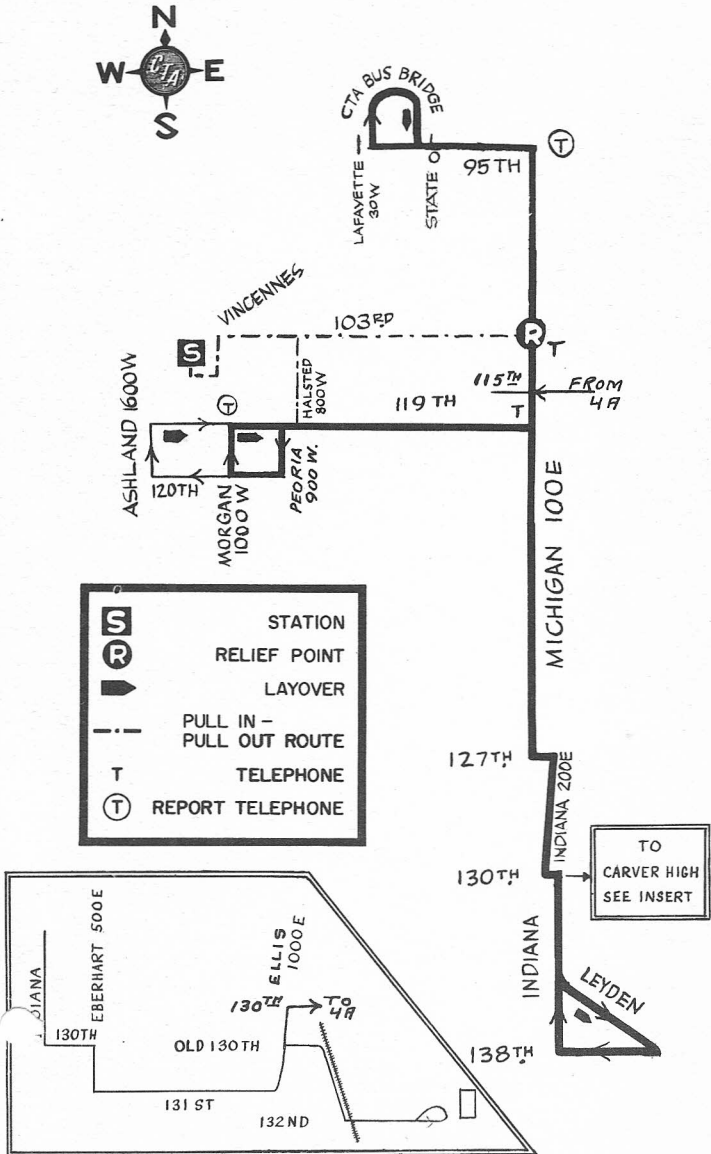 N
W CTA E
S
CTA BUS BRIDGE
LAFAYETTE
30W
STATE O
95TH
T
VINCENNES
103RD
R
T
S
HALSTED
800W
115TH
FROM
4A
119TH
T
T
ASHLAND 1600W
120TH
MORGAN
1000W
PEORIA
900 W.
MICHIGAN 100E
S STATION
R RELIEF POINT
LAYOVER
PULL IN -
PULL OUT ROUTE
T TELEPHONE
T REPORT TELEPHONE
127TH
INDIANA 200E
130TH
TO
CARVER HIGH
SEE INSERT
INDIANA
LEYDEN
138TH
DIANA
EBERHART 500E
ELLIS
1000E
130TH
TO
4A
130TH
OLD 130TH
131 ST
132ND